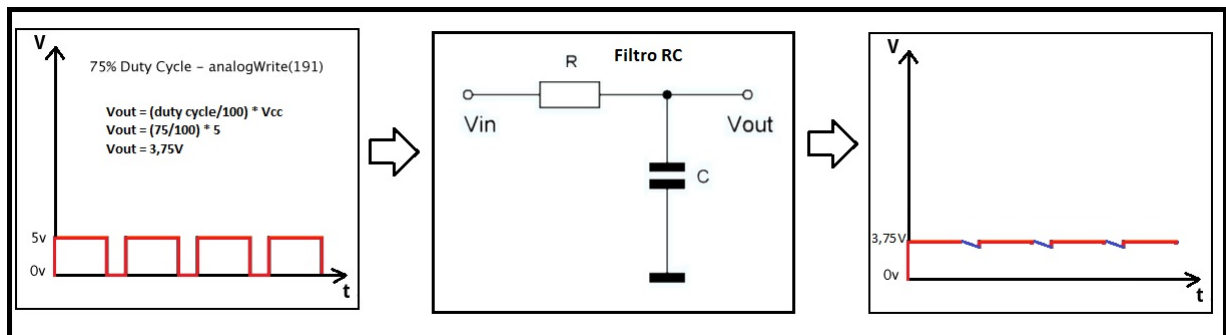 V
75% Duty Cycle - analogWrite(191)
Vout = (duty cycle/100) * Vcc
Vout = (75/100) * 5
Vout = 3,75V
5v
0v
t
Filtro RC
R
Vin
Vout
C
V
3,75V
0v
t